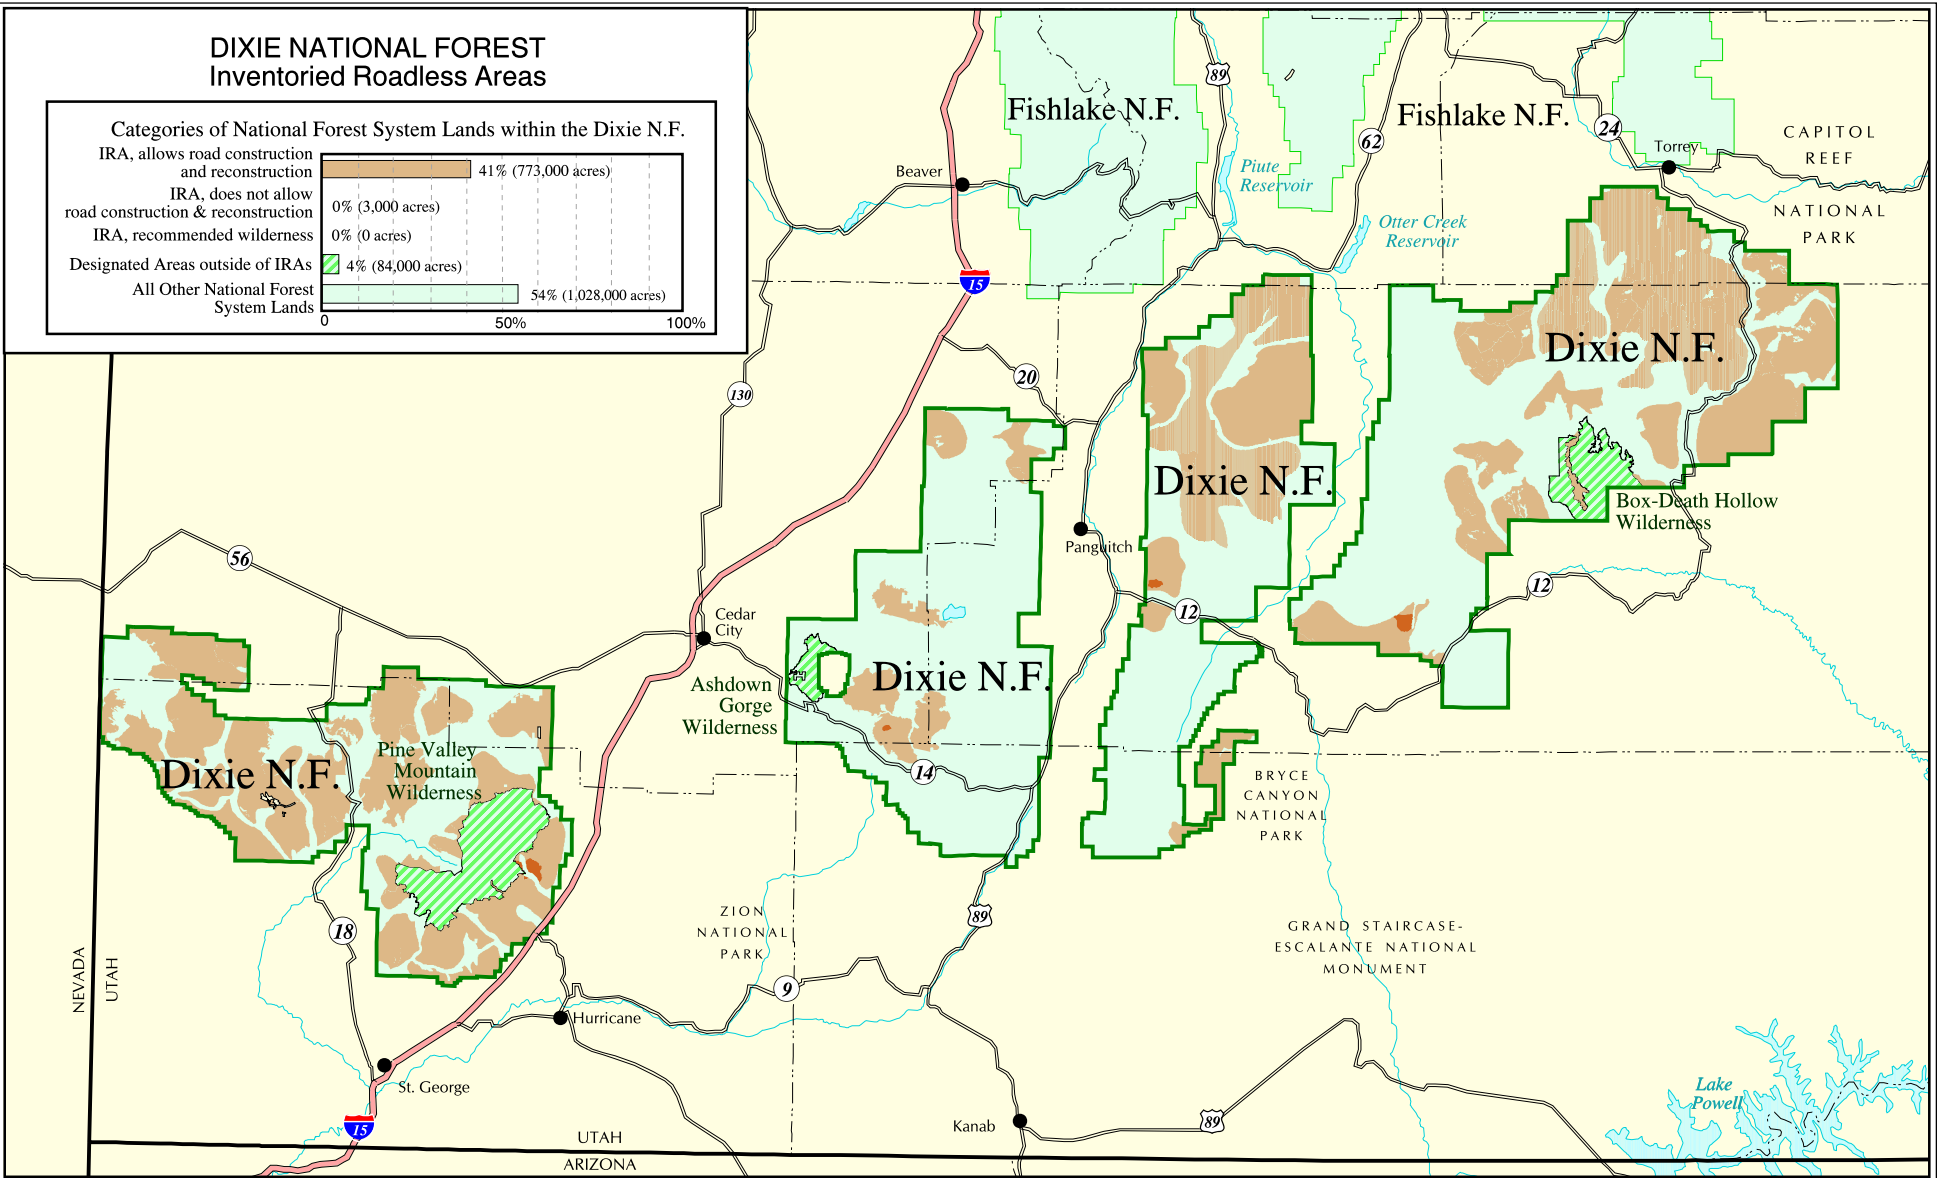 DIXIE NATIONAL FOREST
Inventoried Roadless Areas
Categories of National Forest System Lands within the Dixie N.F.
IRA, allows road construction
and reconstruction
41% (773,000 acres)
IRA, does not allow
road construction & reconstruction
0% (3,000 acres)
IRA, recommended wilderness
0% (0 acres)
Designated Areas outside of IRAs
4% (84,000 acres)
All Other National Forest
System Lands
54% (1,028,000 acres)
0 50% 100%
Fishlake N.F.
89
Fishlake N.F.
62
24
Torrey
CAPITOL
REEF
NATIONAL
PARK
Beaver
Piute
Reservoir
Otter Creek
Reservoir
15
130
20
Dixie N.F.
Dixie N.F.
Box-Death Hollow
Wilderness
Panguitch
56
12
12
Cedar
City
Ashdown
Gorge
Wilderness
Dixie N.F.
Pine Valley
Mountain
Wilderness
Dixie N.F.
14
BRYCE
CANYON
NATIONAL
PARK
18
ZION
NATIONAL
PARK
89
GRAND STAIRCASE-
ESCALANTE NATIONAL
MONUMENT
NEVADA
UTAH
9
Hurricane
St. George
15
Kanab
89
Lake
Powell
UTAH
ARIZONA